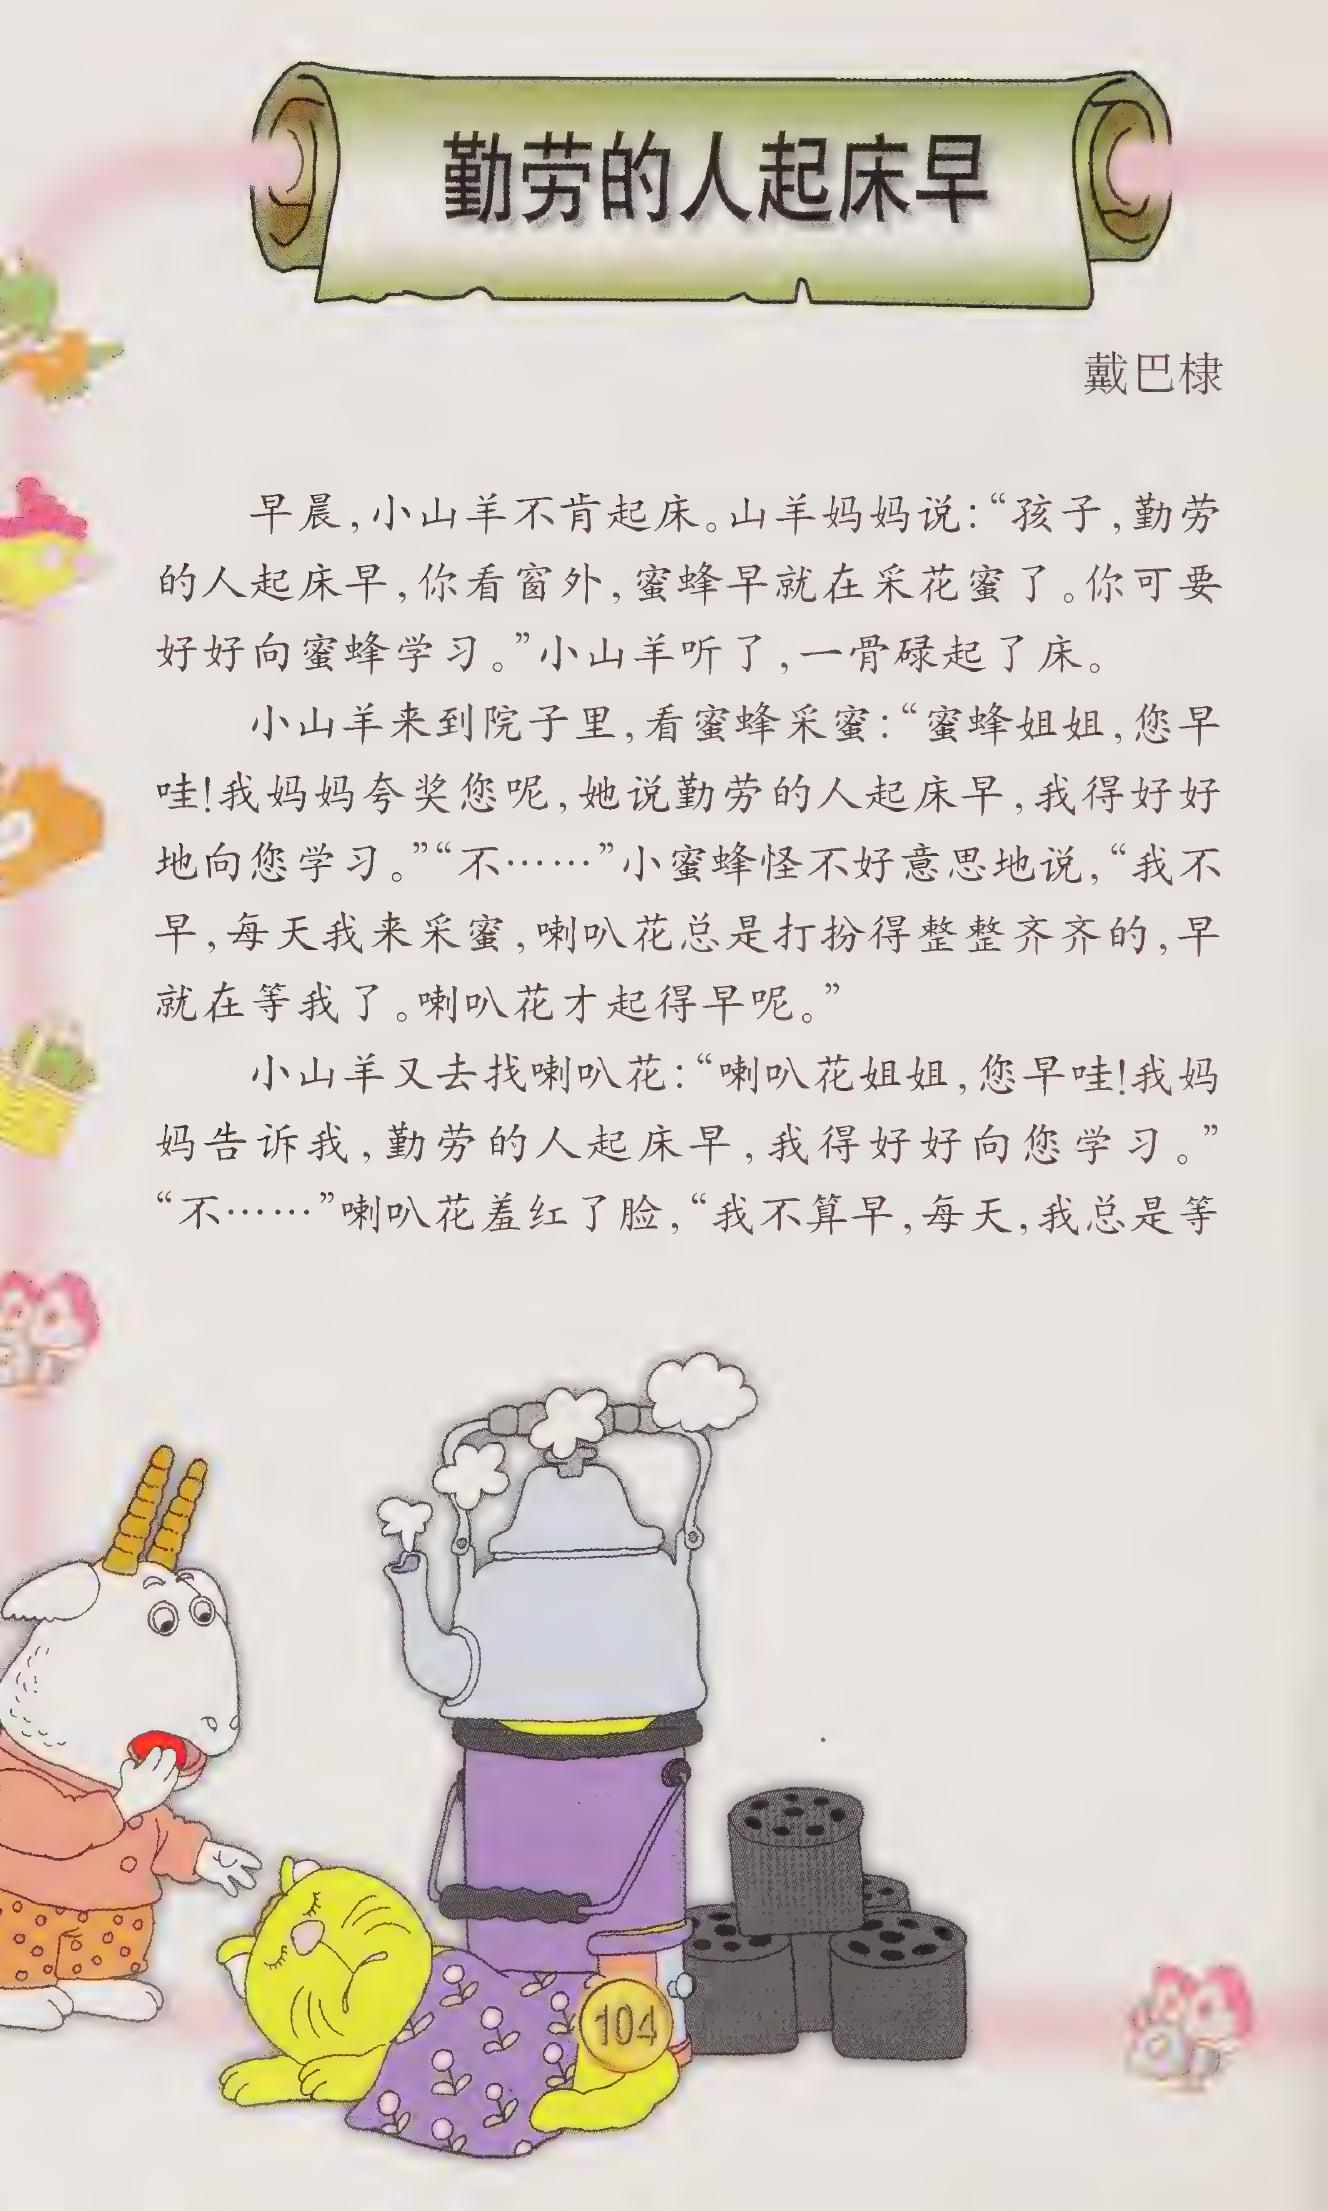 勤劳的人起床早
戴巴棣
早晨,小山羊不肯起床。山羊妈妈说:“孩子,勤劳
的人起床早,你看窗外,蜜蜂早就在采花蜜了。你可要
好好向蜜蜂学习。”小山羊听了,一骨碌起了床。
小山羊来到院子里,看蜜蜂采蜜:“蜜蜂姐姐,您早
哇!我妈妈夸奖您呢,她说勤劳的人起床早,我得好好
地向您学习。”“不……”小蜜蜂怪不好意思地说,“我不
早,每天我来采蜜,喇叭花总是打扮得整整齐齐的,早
就在等我了。喇叭花才起得早呢。”
小山羊又去找喇叭花:“喇叭花姐姐,您早哇!我妈
妈告诉我,勤劳的人起床早,我得好好向您学习。”
“不……”喇叭花羞红了脸,“我不算早,每天,我总是等
104